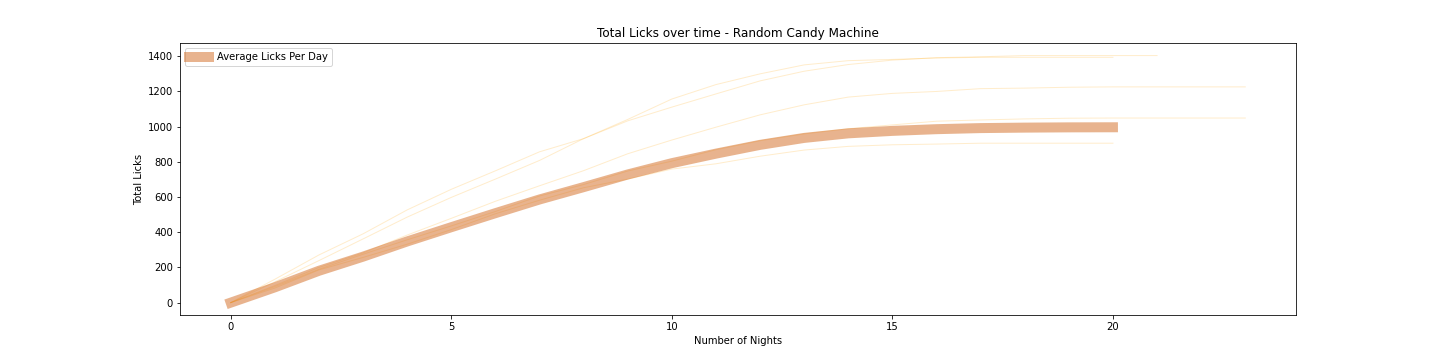 Total Licks over time - Random Candy Machine
Average Licks Per Day
Total Licks
1400
1200
1000
800
600
400
200
0
0 5 10 15 20
Number of Nights